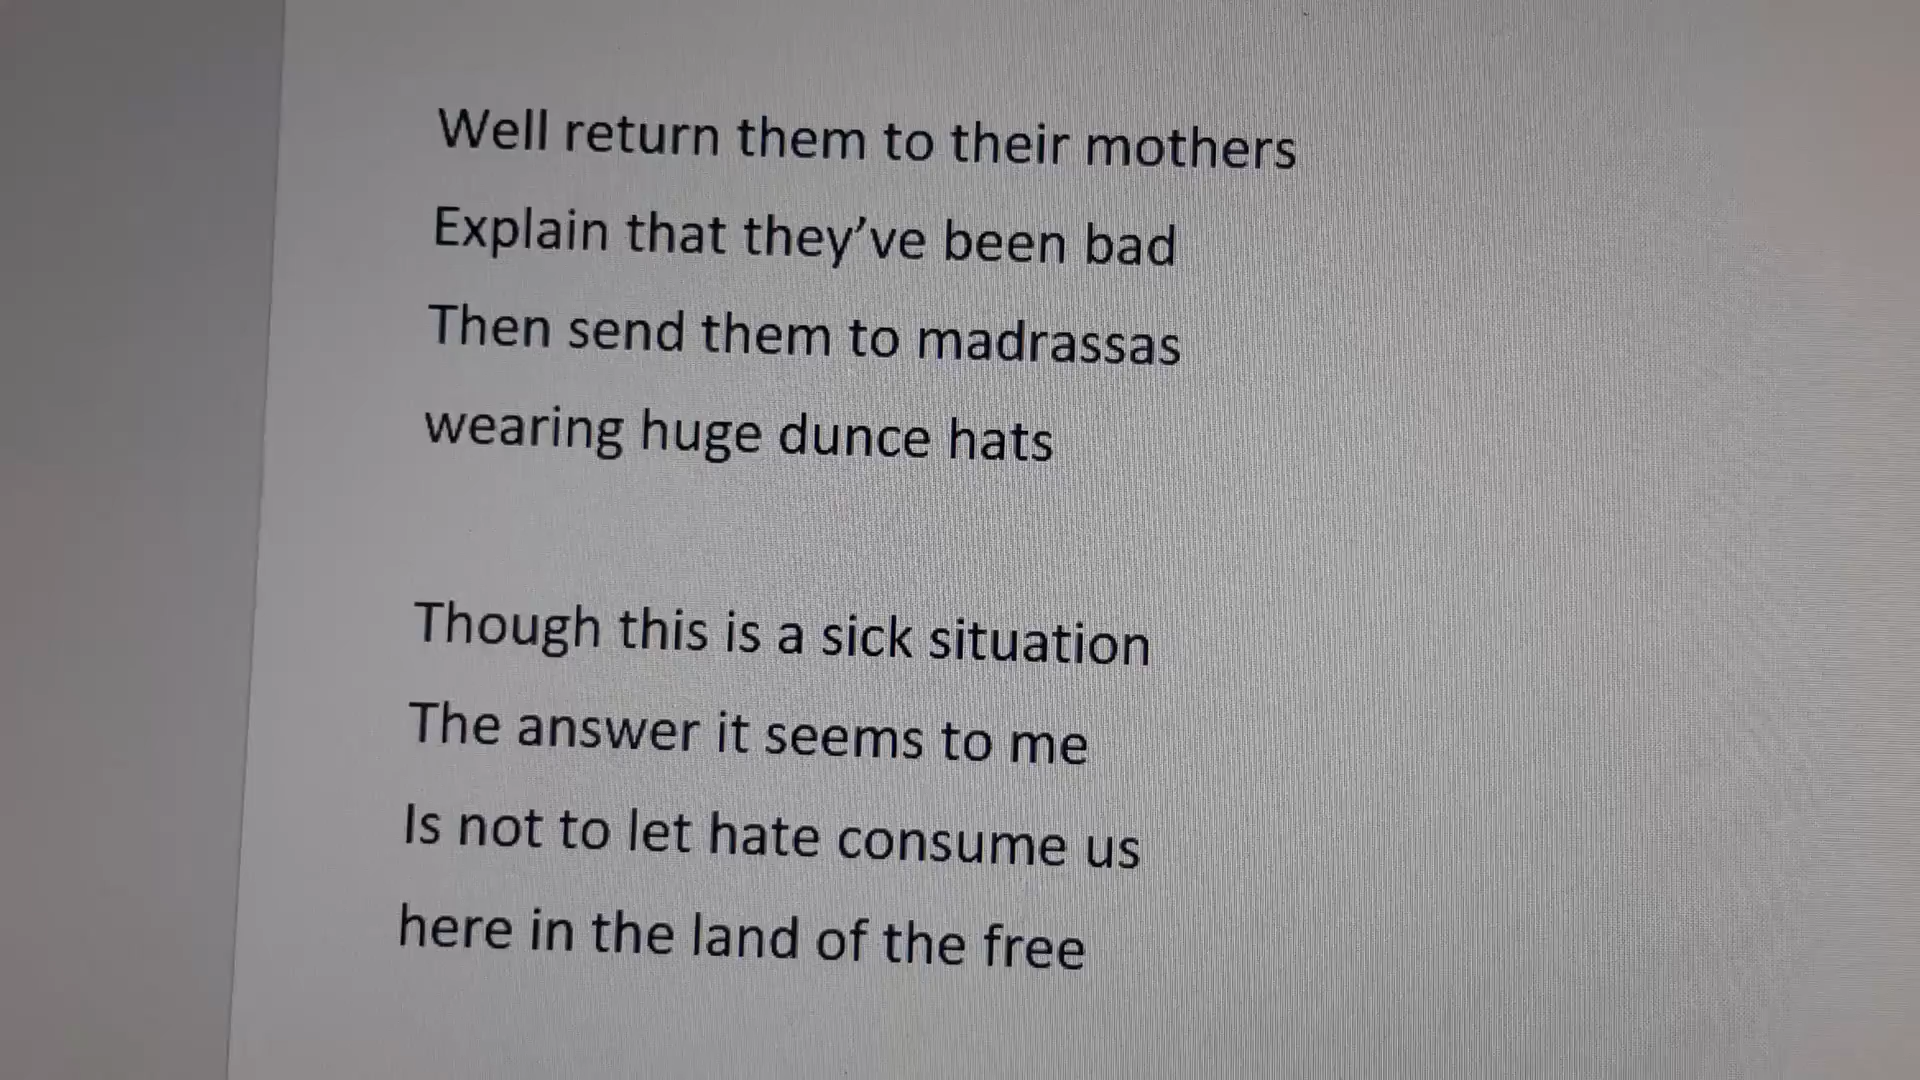 Well return them to their mothers
Explain that they’ve been bad
Then send them to madrassas
wearing huge dunce hats
Though this is a sick situation
The answer it seems to me
Is not to let hate consume us
here in the land of the free